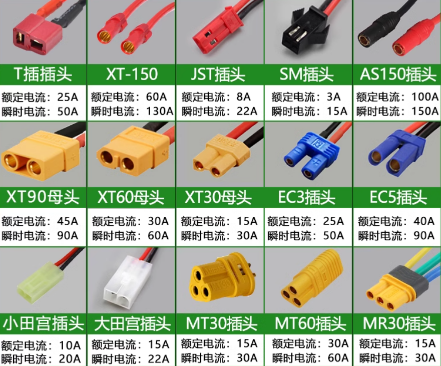 T插插头 XT-150 JST插头 SM插头 AS150插头
额定电流：25A 额定电流：60A 额定电流：8A 额定电流：3A 额定电流：100A
瞬时电流：50A 瞬时电流：130A 瞬时电流：22A 瞬时电流：15A 瞬时电流：150A
XT90母头 XT60母头 XT30母头 EC3插头 EC5插头
额定电流：45A 额定电流：30A 额定电流：15A 额定电流：25A 额定电流：40A
瞬时电流：90A 瞬时电流：60A 瞬时电流：30A 瞬时电流：50A 瞬时电流：90A
小田宫插头 大田宫插头 MT30插头 MT60插头 MR30插头
额定电流：10A 额定电流：15A 额定电流：15A 额定电流：30A 额定电流：15A
瞬时电流：20A 瞬时电流：22A 瞬时电流：30A 瞬时电流：60A 瞬时电流：30A